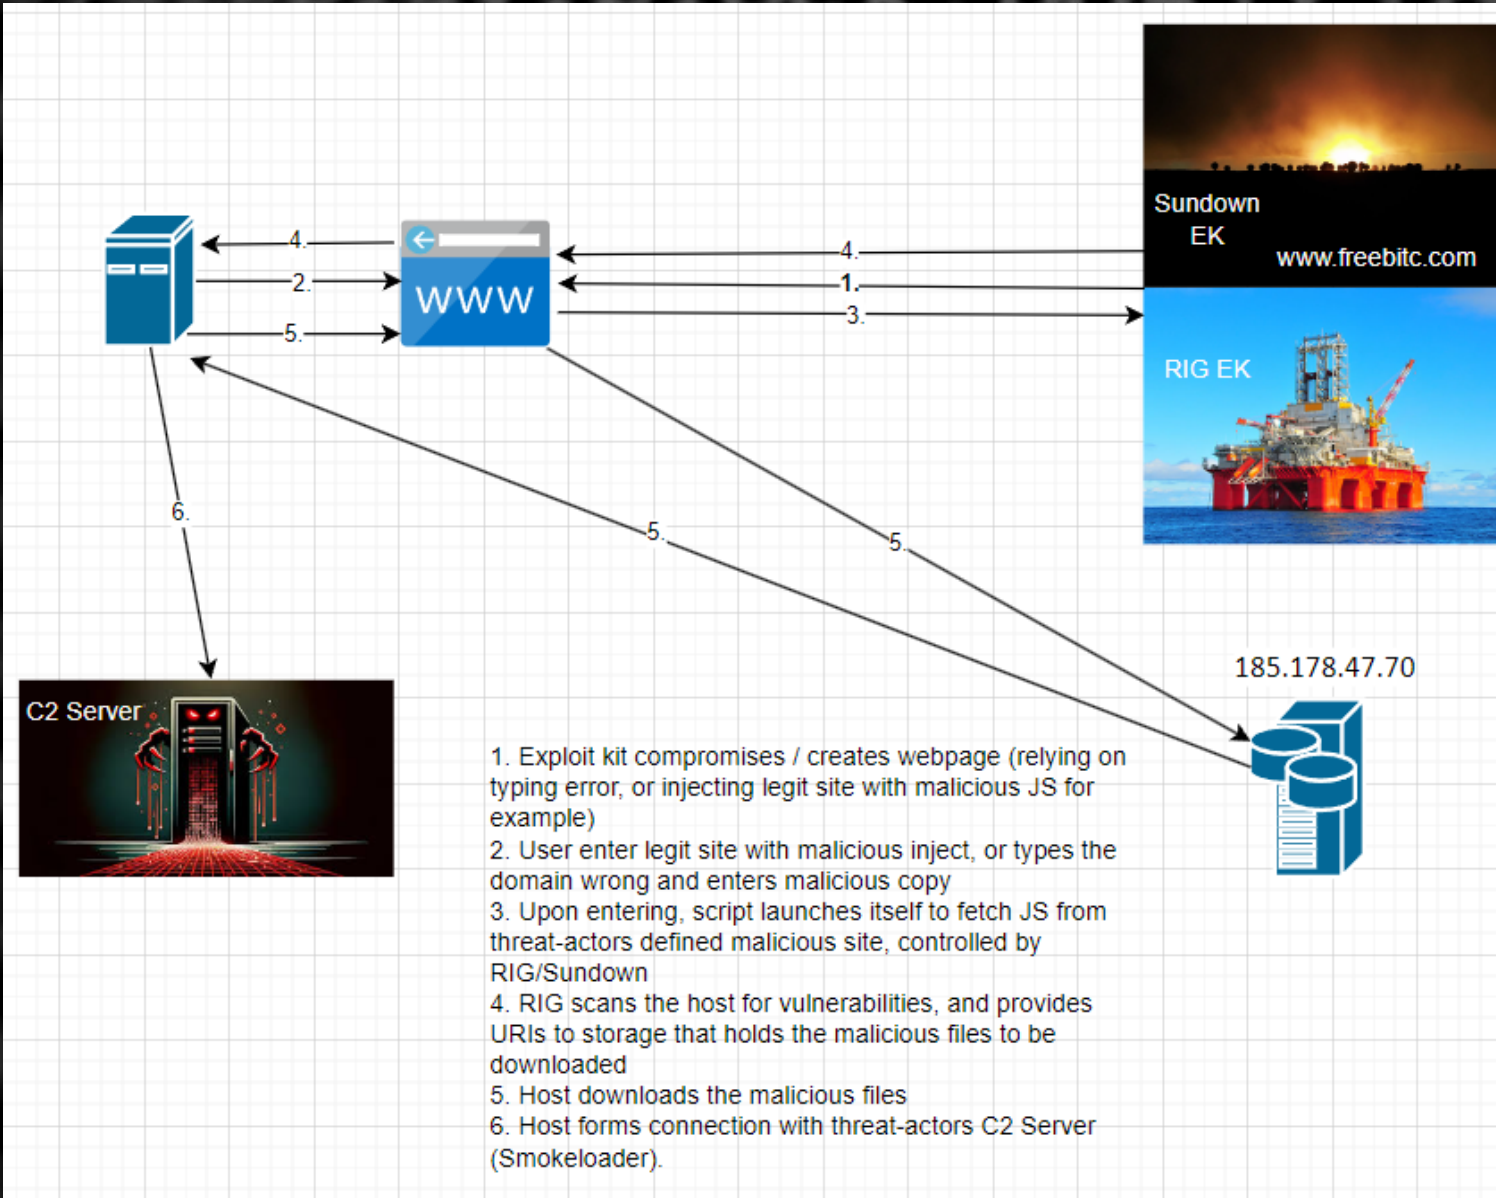 Sundown
EK
www.freebitc.com
4.
4.
1.
2.
WWW
3.
5.
RIG EK
6.
5.
5.
185.178.47.70
C2 Server
1. Exploit kit compromises / creates webpage (relying on
typing error, or injecting legit site with malicious JS for
example)
2. User enter legit site with malicious inject, or types the
domain wrong and enters malicious copy
3. Upon entering, script launches itself to fetch JS from
threat-actors defined malicious site, controlled by
RIG/Sundown
4. RIG scans the host for vulnerabilities, and provides
URIs to storage that holds the malicious files to be
downloaded
5. Host downloads the malicious files
6. Host forms connection with threat-actors C2 Server
(Smokeloader).